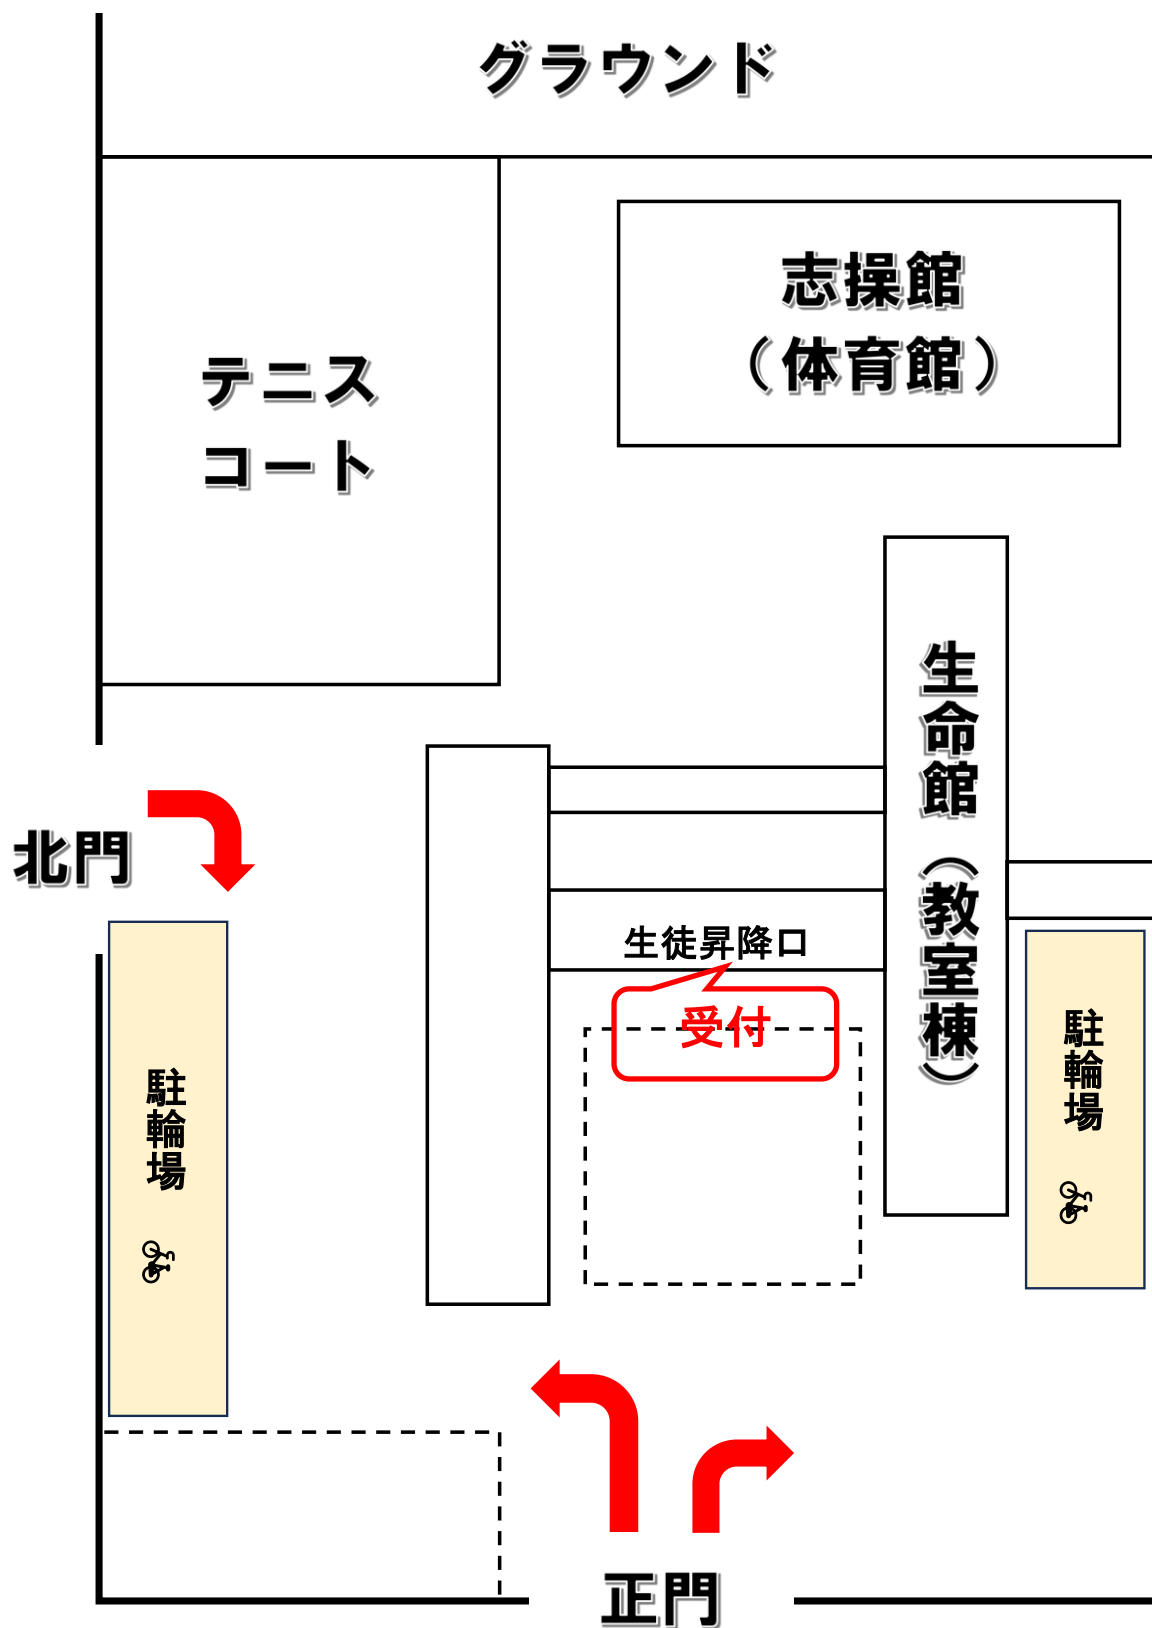 グラウンド
志操館
（体育館）
テニス
コート
生命館（教室棟）
北門
生徒昇降口
受付
駐輪場
駐輪場
正門